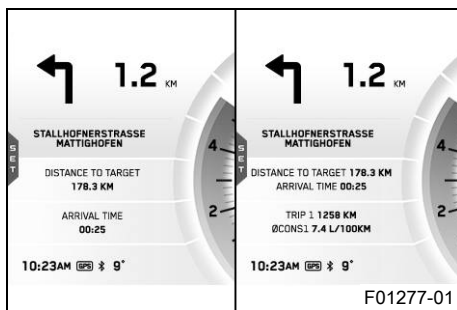 1.2 KM
STALLHOFNERSTRASSE
MATTIGHOFEN
SET
DISTANCE TO TARGET
178.3 KM
ARRIVAL TIME
00:25
10:23AM GPS 9°
4
2
1.2 KM
STALLHOFNERSTRASSE
MATTIGHOFEN
SET
DISTANCE TO TARGET 178.3 KM
ARRIVAL TIME 00:25
TRIP 1 1258 KM
ØCONS1 7.4 L/100KM
10:23AM GPS 9°
4
2
F01277-01